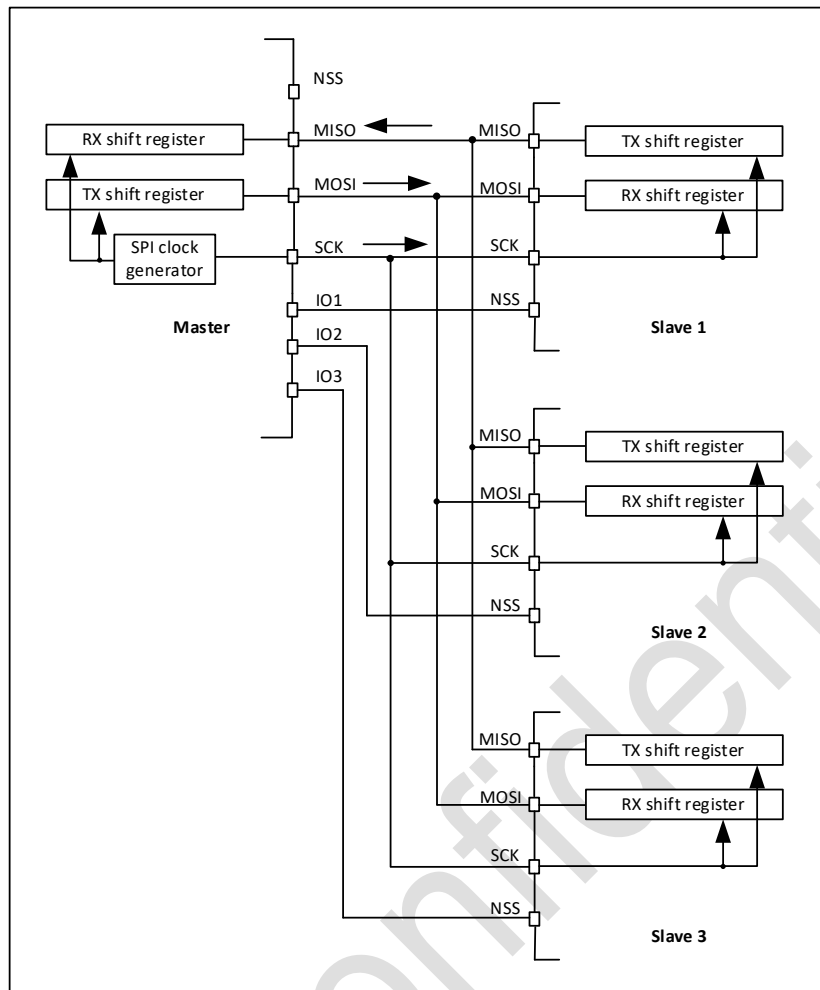 NSS
RX shift register
MISO
MISO
TX shift register
TX shift register
MOSI
MOSI
RX shift register
SPI clock
generator
SCK
SCK
IO1
NSS
Master
Slave 1
IO2
IO3
MISO
TX shift register
MOSI
RX shift register
SCK
NSS
Slave 2
MISO
TX shift register
MOSI
RX shift register
SCK
NSS
Slave 3
onfidenti